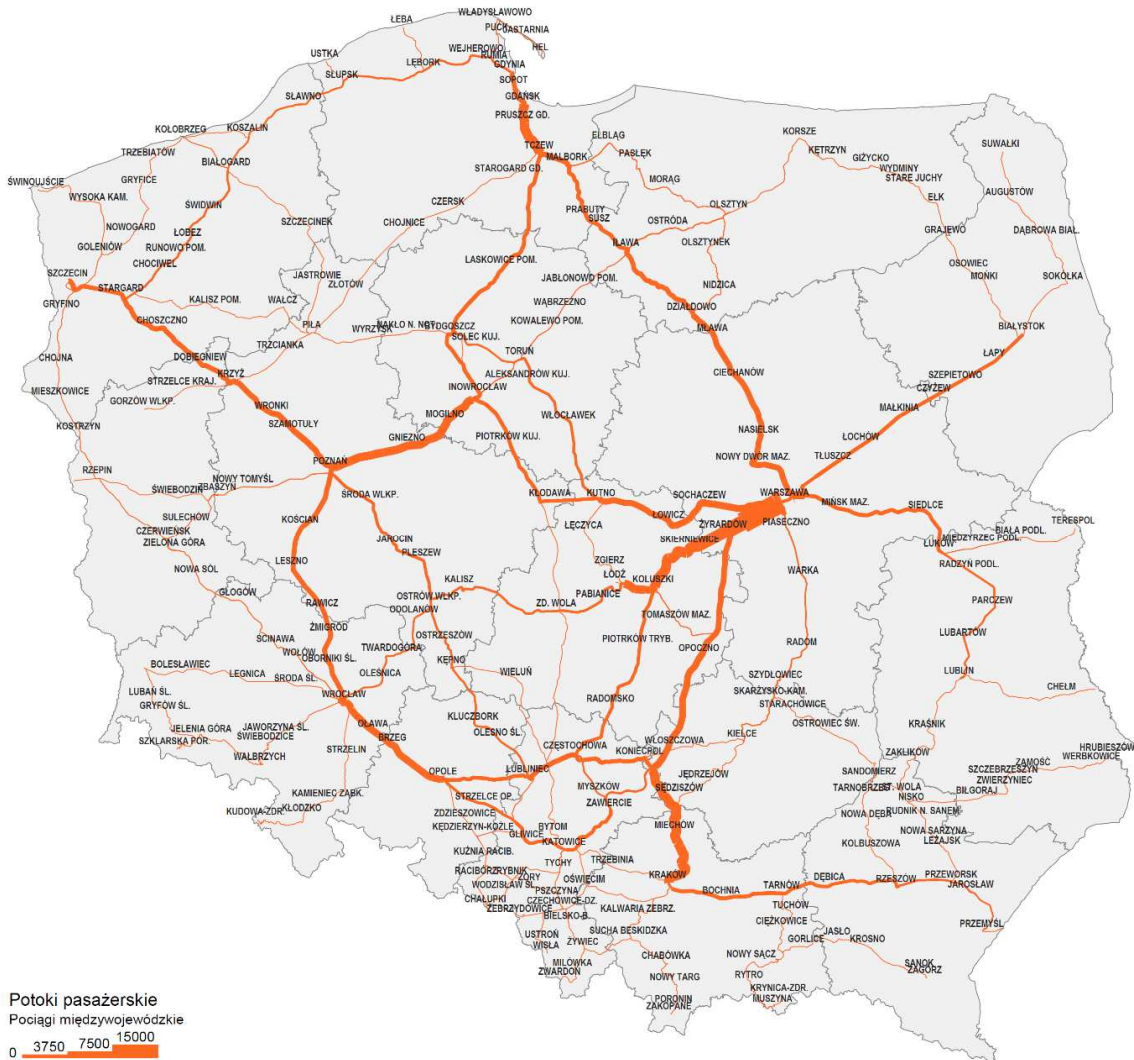 WŁADYSŁAWOWO
ŁEBA
PUCK JASTARNIA
HEL
WEJHEROWO
RUMIA
USTKA
GDYNIA
LĘBORK
SŁUPSK
SOPOT
SŁAWNO
GDAŃSK
PRUSZCZ GD.
KOŁOBRZEG
KOSZALIN
ELBLĄG
KORSZE
TRZEBIATÓW
TCZEW
MALBORK
PASŁĘK
KĘTRZYN
GIŻYCKO
SUWAŁKI
BIAŁOGARD
STAROGARD GD.
WYDMINY
STARE JUCHY
ŚWINOUJŚCIE
GRYFICE
MORĄG
WYSOKA KAM.
AUGUSTÓW
ŚWIDWIN
CZERSK
PRABUTY
OLSZTYN
EŁK
SUSZ
OSTRÓDA
NOWOGARD
ŁOBEZ
SZCZECINEK
CHOJNICE
GRAJEWO
DĄBROWA BIAŁ.
GOLENIÓW
RUNOWO POM.
IŁAWA
OLSZTYNEK
CHOCIWEL
LASKOWICE POM.
OSOWIEC
SZCZECIN
JASTROWIE
ZŁOTÓW
JABŁONOWO POM.
MOŃKI
SOKÓŁKA
STARGARD
NIDZICA
GRYFINO
KALISZ POM.
WAŁCZ
WĄBRZEŹNO
DZIAŁDOWO
CHOSZCZNO
PIŁA
NAKŁO N. NOT.
BYDGOSZCZ
KOWALEWO POM.
MŁAWA
BIAŁYSTOK
WYRZYSK
SOLEC KUJ.
TRZCIANKA
TORUŃ
ŁAPY
CHOJNA
DOBIEGNIEW
KRZYŻ
ALEKSANDRÓW KUJ.
CIECHANÓW
SZEPIETOWO
STRZELCE KRAJ.
INOWROCŁAW
CZYŻEW
MIESZKOWICE
GORZÓW WLKP.
WRONKI
MOGILNO
WŁOCŁAWEK
MAŁKINIA
SZAMOTUŁY
KOSTRZYN
GNIEZNO
NASIELSK
PIOTRKÓW KUJ.
ŁOCHÓW
POZNAŃ
NOWY DWÓR MAZ.
TŁUSZCZ
RZEPIN
NOWY TOMYŚL
ZBĄSZYŃ
ŚWIEBODZIN
ŚRODA WLKP.
KŁODAWA
KUTNO
SOCHACZEW
WARSZAWA
MIŃSK MAZ.
SIEDLCE
ŁOWICZ
SULECHÓW
KOŚCIAN
ŁĘCZYCA
ŻYRARDÓW
PIASECZNO
TERESPOL
CZERWIEŃSK
BIAŁA PODL.
ZIELONA GÓRA
JAROCIN
SKIERNIEWICE
ŁUKÓW
MIĘDZYRZEC PODL.
PLESZEW
ZGIERZ
LESZNO
RADZYŃ PODL.
NOWA SÓL
ŁÓDŹ
KOLUSZKI
WARKA
KALISZ
GŁOGÓW
OSTRÓW WLKP.
PABIANICE
RAWICZ
ZD. WOLA
PARCZEW
ODOLANÓW
TOMASZÓW MAZ.
ŻMIGRÓD
LUBARTÓW
ŚCINAWA
OSTRZESZÓW
PIOTRKÓW TRYB.
RADOM
TWARDOGÓRA
OPOCZNO
WOŁÓW
OBORNIKI ŚL.
BOLESŁAWIEC
KĘPNO
LUBLIN
LEGNICA
OLEŚNICA
WIELUŃ
SZYDŁOWIEC
ŚRODA ŚL.
CHEŁM
LUBAŃ ŚL.
WROCŁAW
SKARŻYSKO-KAM.
RADOMSKO
STARACHOWICE
GRYFÓW ŚL.
KLUCZBORK
OŁAWA
OSTROWIEC ŚW.
JELENIA GÓRA
JAWORZYNA ŚL.
KRAŚNIK
OLESNO ŚL.
SZKLARSKA PÓR.
ŚWIEBODZICE
BRZEG
WŁOSZCZOWA
KIELCE
STRZELIN
CZĘSTOCHOWA
KONIECPOL
HRUBIESZÓW
WAŁBRZYCH
ZAKLIKÓW
WERBKOWICE
ZAMOŚĆ
LUBLINIEC
OPOLE
JĘDRZEJÓW
SANDOMIERZ
SZCZEBRZESZYN
ZWIERZYNIEC
KAMIENIEC ZĄBK.
MYSZKÓW
SĘDZISZÓW
TARNOBRZEG
ST. WOLA
BIŁGORAJ
STRZELCE OP.
NISKO
KŁODZKO
ZAWIERCIE
KUDOWA-ZDR.
ZDZIESZOWICE
RUDNIK N. SANEM
NOWA DĘBA
KĘDZIERZYN-KOŹLE
BYTOM
MIECHÓW
GLIWICE
NOWA SARZYNA
KATOWICE
LEŻAJSK
KOLBUSZOWA
KUŹNIA RACIB.
TYCHY
TRZEBINIA
RACIBÓRZ
RYBNIK
KRAKÓW
DĘBICA
RZESZÓW
PRZEWORSK
ŻORY
OŚWIĘCIM
TARNÓW
JAROSŁAW
WODZISŁAW ŚL.
PSZCZYNA
BOCHNIA
CHAŁUPKI
CZECHOWICE-DZ.
TUCHÓW
ZEBRZYDOWICE
KALWARIA ZEBRZ.
BIELSKO-B.
CIĘŻKOWICE
PRZEMYŚL
USTROŃ
SUCHA BESKIDZKA
JASŁO
WISŁA
ŻYWIEC
GORLICE
KROSNO
CHABÓWKA
NOWY SĄCZ
MILÓWKA
SANOK
ZWARDOŃ
NOWY TARG
RYTRO
ZAGÓRZ
KRYNICA-ZDR.
PORONIN
MUSZYNA
ZAKOPANE
Potoki pasażerskie
Pociągi międzywojewódzkie
0 3750 7500 15000